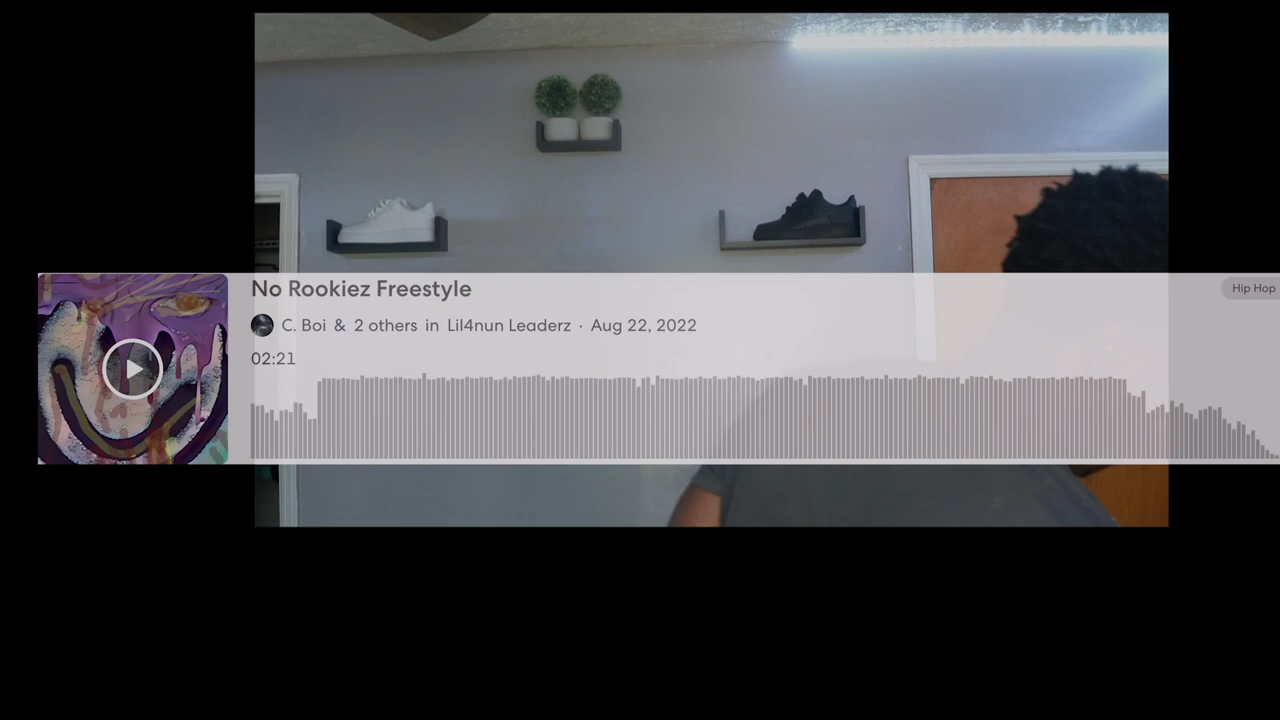 No Rookiez Freestyle
Hip Hop
C. Boi & 2 others in Lil4nun Leaderz · Aug 22, 2022
02:21